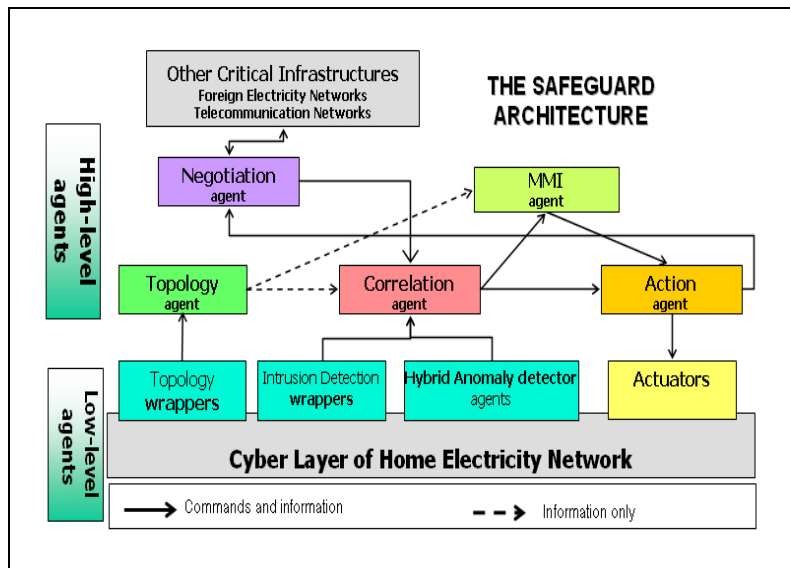 Other Critical Infrastructures
Foreign Electricity Networks
Telecommunication Networks
THE SAFEGUARD
ARCHITECTURE
High-level
agents
Negotiation
agent
MMI
agent
Topology
agent
Correlation
agent
Action
agent
Low-level
agents
Topology
wrappers
Intrusion Detection
wrappers
Hybrid Anomaly detector
agents
Actuators
Cyber Layer of Home Electricity Network
Commands and information
Information only